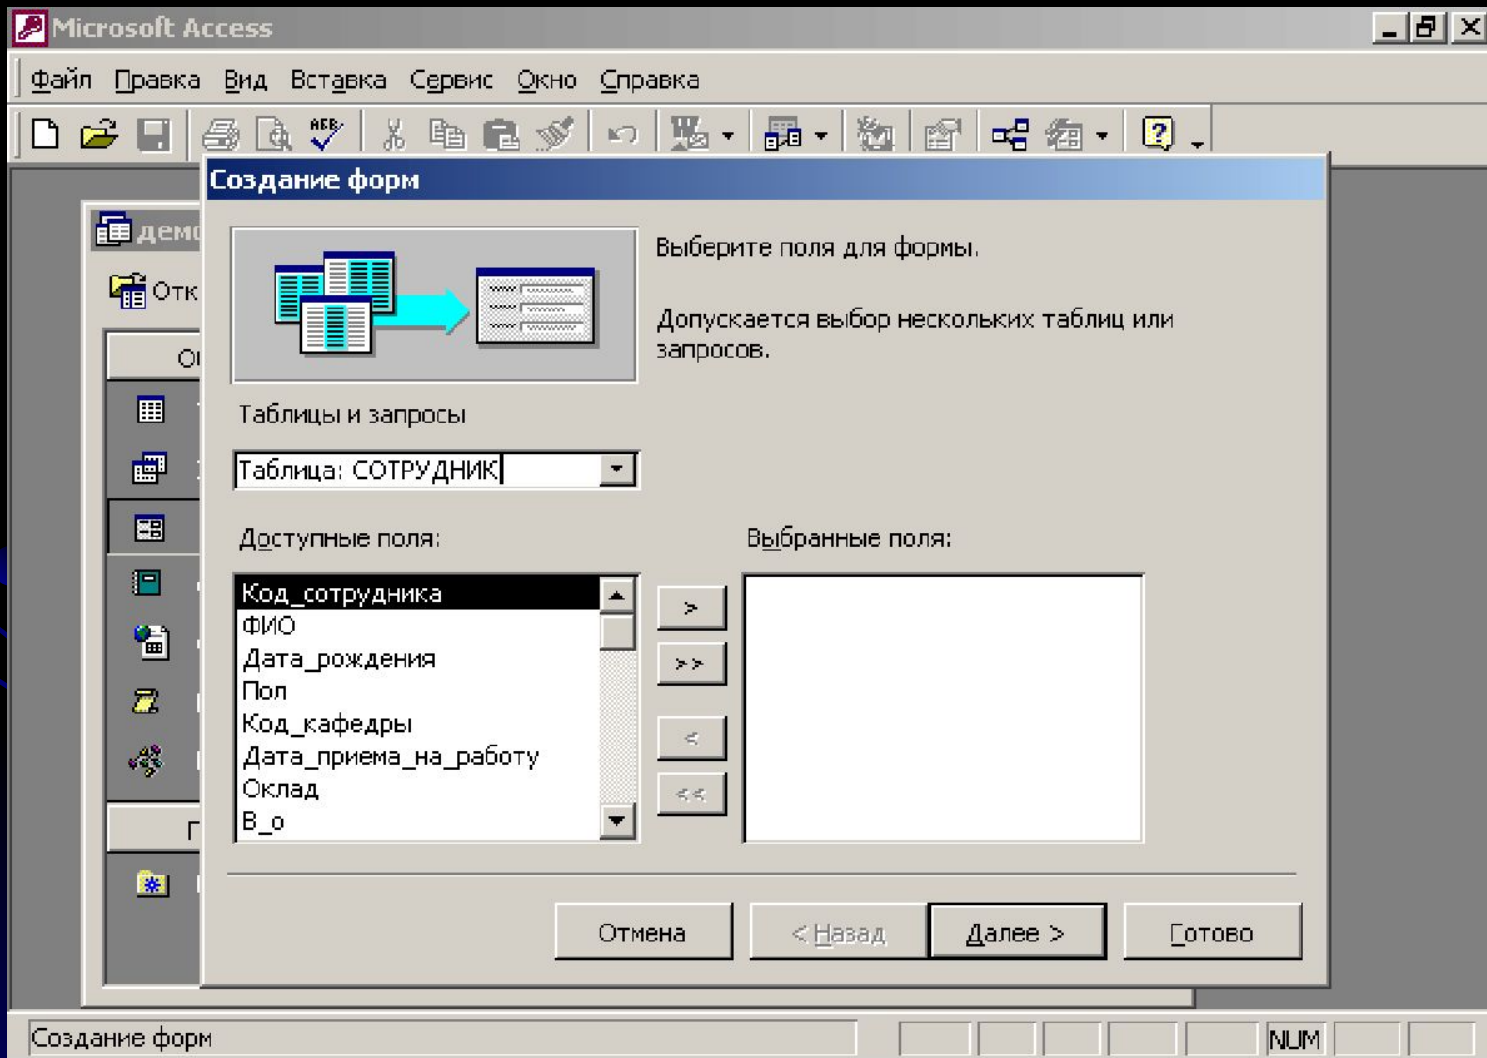 Microsoft Access
Файл Правка Вид Вставка Сервис Окно Справка
Создание форм
Выберите поля для формы.
Допускается выбор нескольких таблиц или
запросов.
Таблицы и запросы
Таблица: СОТРУДНИК
Доступные поля:
Выбранные поля:
Код_сотрудника
ФИО
Дата_рождения
Пол
Код_кафедры
Дата_приема_на_работу
Оклад
В_о
>
>>
<
<<
Отмена
< Назад
Далее >
Готово
Создание форм
NUM